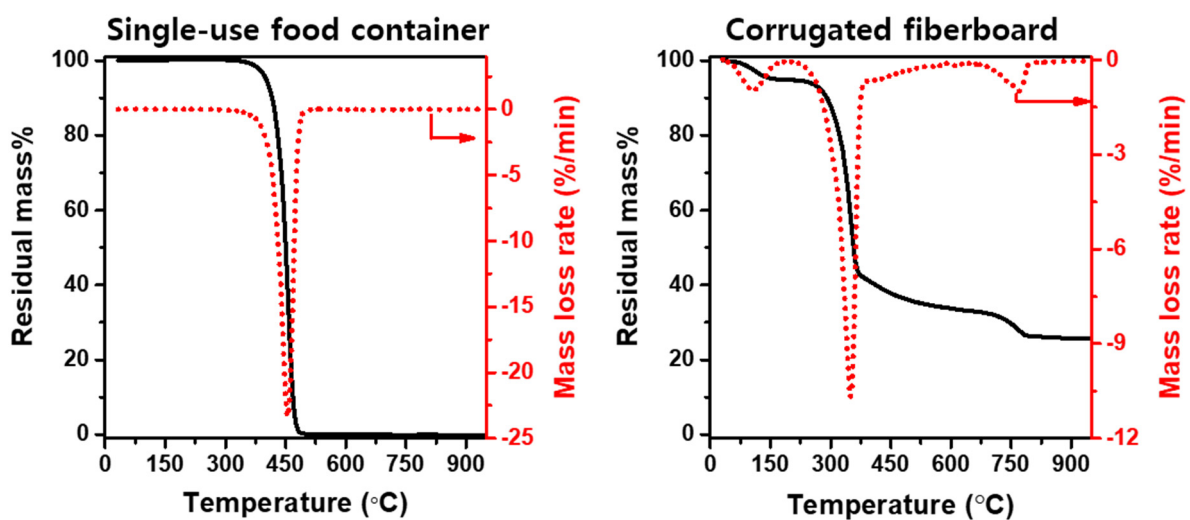 Single-use food container
Residual mass%
100
80
60
40
20
0
0 150 300 450 600 750 900
Temperature (°C)
0
-5
-10
-15
-20
-25
Mass loss rate (%/min)
Corrugated fiberboard
Residual mass%
100
80
60
40
20
0
0 150 300 450 600 750 900
Temperature (°C)
0
-3
-6
-9
-12
Mass loss rate (%/min)